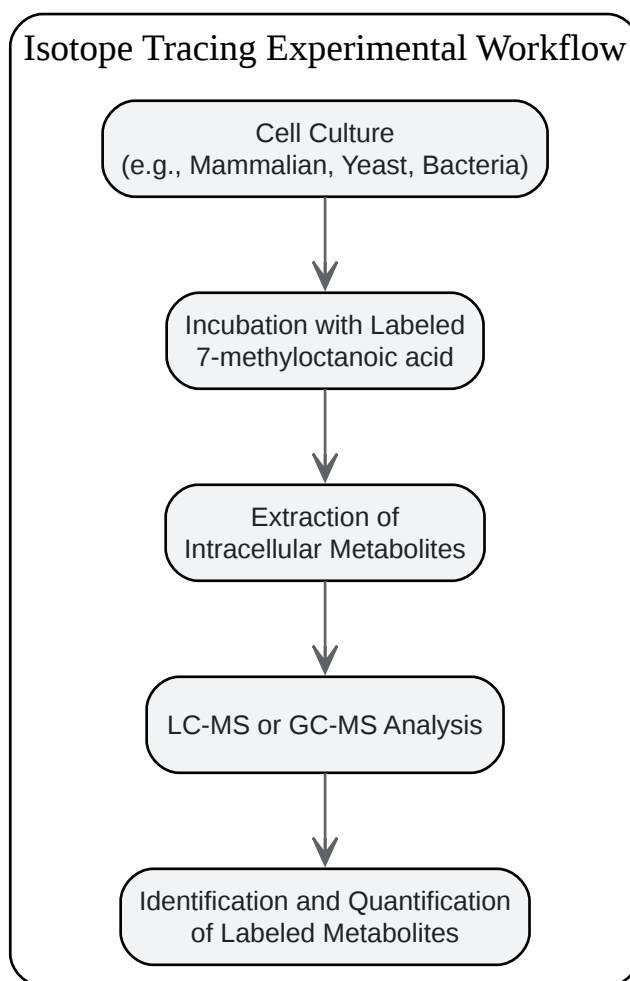 Isotope Tracing Experimental Workflow
Cell Culture
(e.g., Mammalian, Yeast, Bacteria)
Incubation with Labeled
7-methyloctanoic acid
Extraction of
Intracellular Metabolites
LC-MS or GC-MS Analysis
Identification and Quantification
of Labeled Metabolites